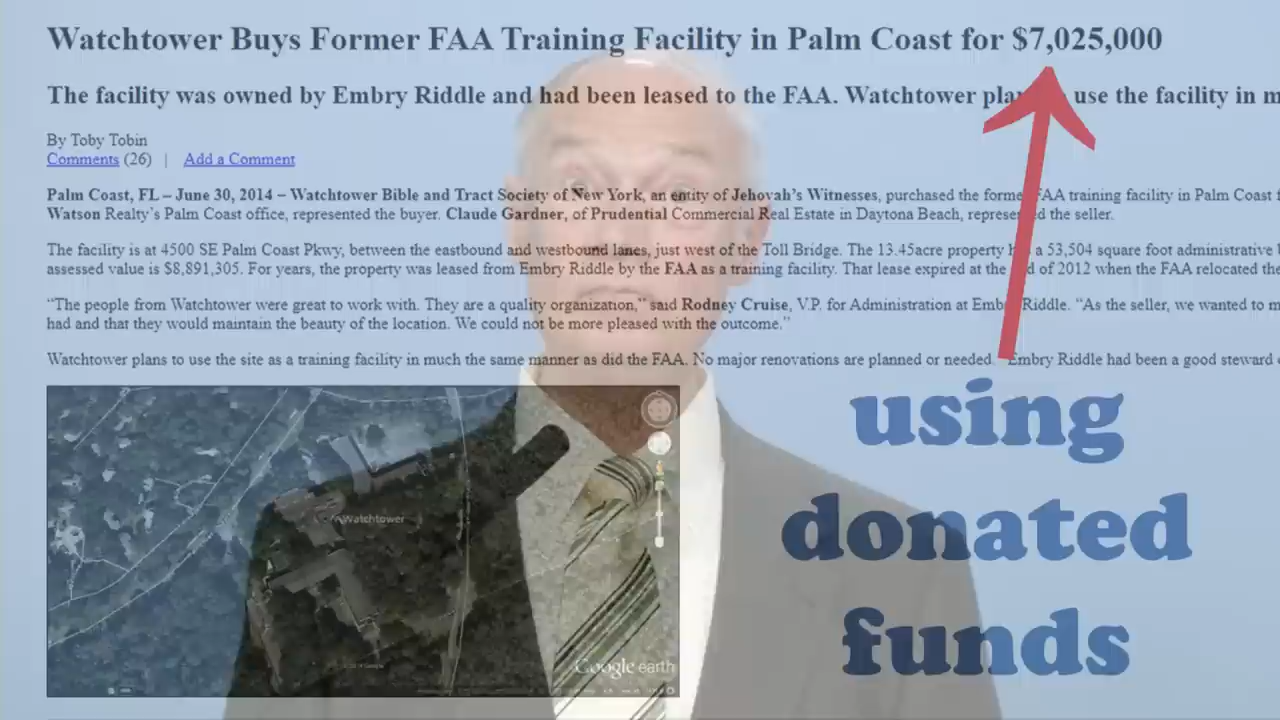 Watchtower Buys Former FAA Training Facility in Palm Coast for $7,025,000
The facility was owned by Embry Riddle and had been leased to the FAA. Watchtower use the facility in m
By Toby Tobin
Comments (26) | Add a Comment
Palm Coast, FL – June 30, 2014 – Watchtower Bible and Tract Society of New York, an entity of Jehovah's Witnesses, purchased the former FAA training facility in Palm Coast
Watson Realty's Palm Coast office, represented the buyer. Claude Gardner, of Prudential Commercial Real Estate in Daytona Beach, represented the seller.
The facility is at 4500 SE Palm Coast Pkwy, between the eastbound and westbound lanes, just west of the Toll Bridge. The 13.45acre property a 53,504 square foot administrative
assessed value is $8,891,305. For years, the property was leased from Embry Riddle by the FAA as a training facility. That lease expired at the end of 2012 when the FAA relocated the
"The people from Watchtower were great to work with. They are a quality organization," said Rodney Cruise, V.P. for Administration at Embry Riddle. "As the seller, we wanted to m
had and that they would maintain the beauty of the location. We could not be more pleased with the outcome."
Watchtower plans to use the site as a training facility in much the same manner as did the FAA. No major renovations are planned or needed. Embry Riddle had been a good steward
using
donated
funds
Watchtower
Google earth